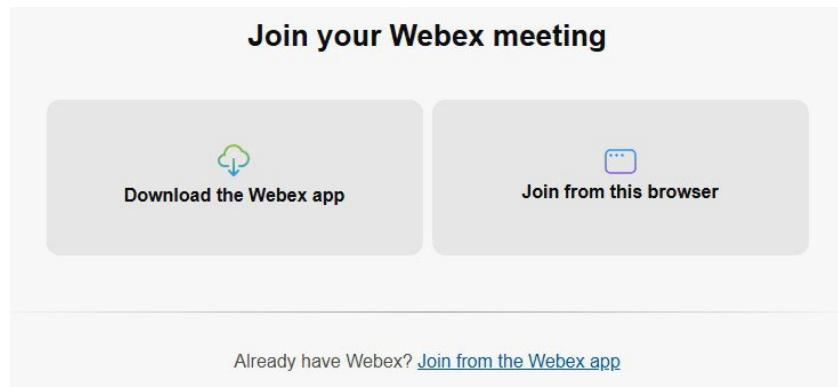 Join your Webex meeting
Download the Webex app
Join from this browser
Already have Webex? Join from the Webex app